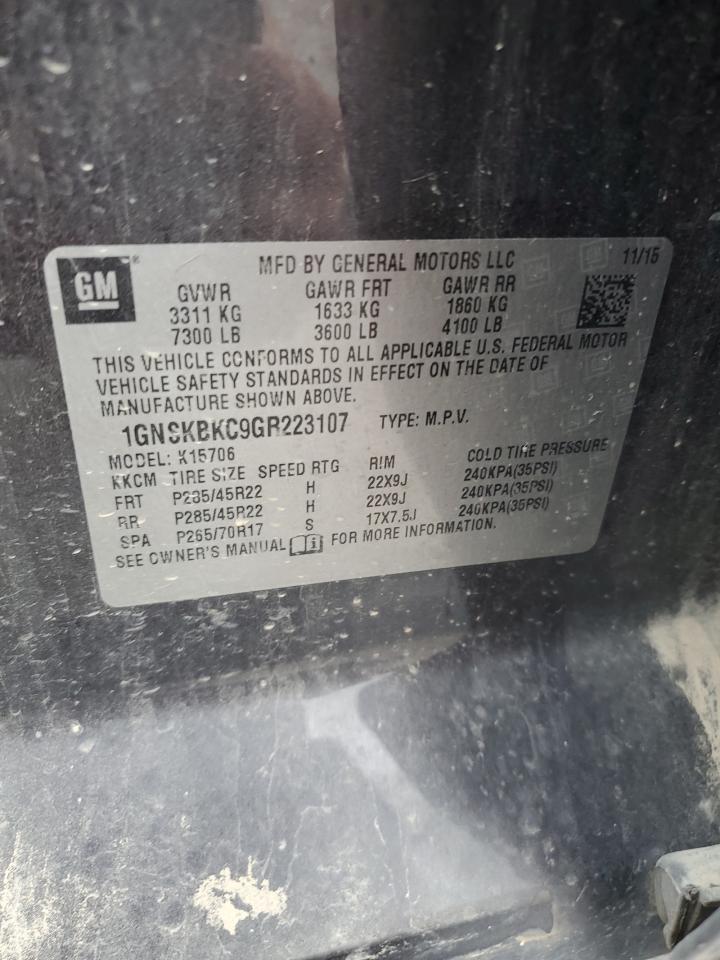 GM MFD BY GENERAL MOTORS LLC 11/15
GVWR GAWR FRT GAWR RR
3311 KG 1633 KG 1860 KG
7300 LB 3600 LB 4100 LB
THIS VEHICLE CONFORMS TO ALL APPLICABLE U.S. FEDERAL MOTOR
VEHICLE SAFETY STANDARDS IN EFFECT ON THE DATE OF
MANUFACTURE SHOWN ABOVE.
1GNSKBKC9GR223107 TYPE: M.P.V.
MODEL: K15706
KKCM TIRE SIZE SPEED RTG RIM COLD TIRE PRESSURE
FRT P285/45R22 H 22X9J 240KPA(35PSI)
RR P285/45R22 H 22X9J 240KPA(35PSI)
SPA P265/70R17 S 17X7.5J 240KPA(35PSI)
SEE OWNER'S MANUAL FOR MORE INFORMATION.